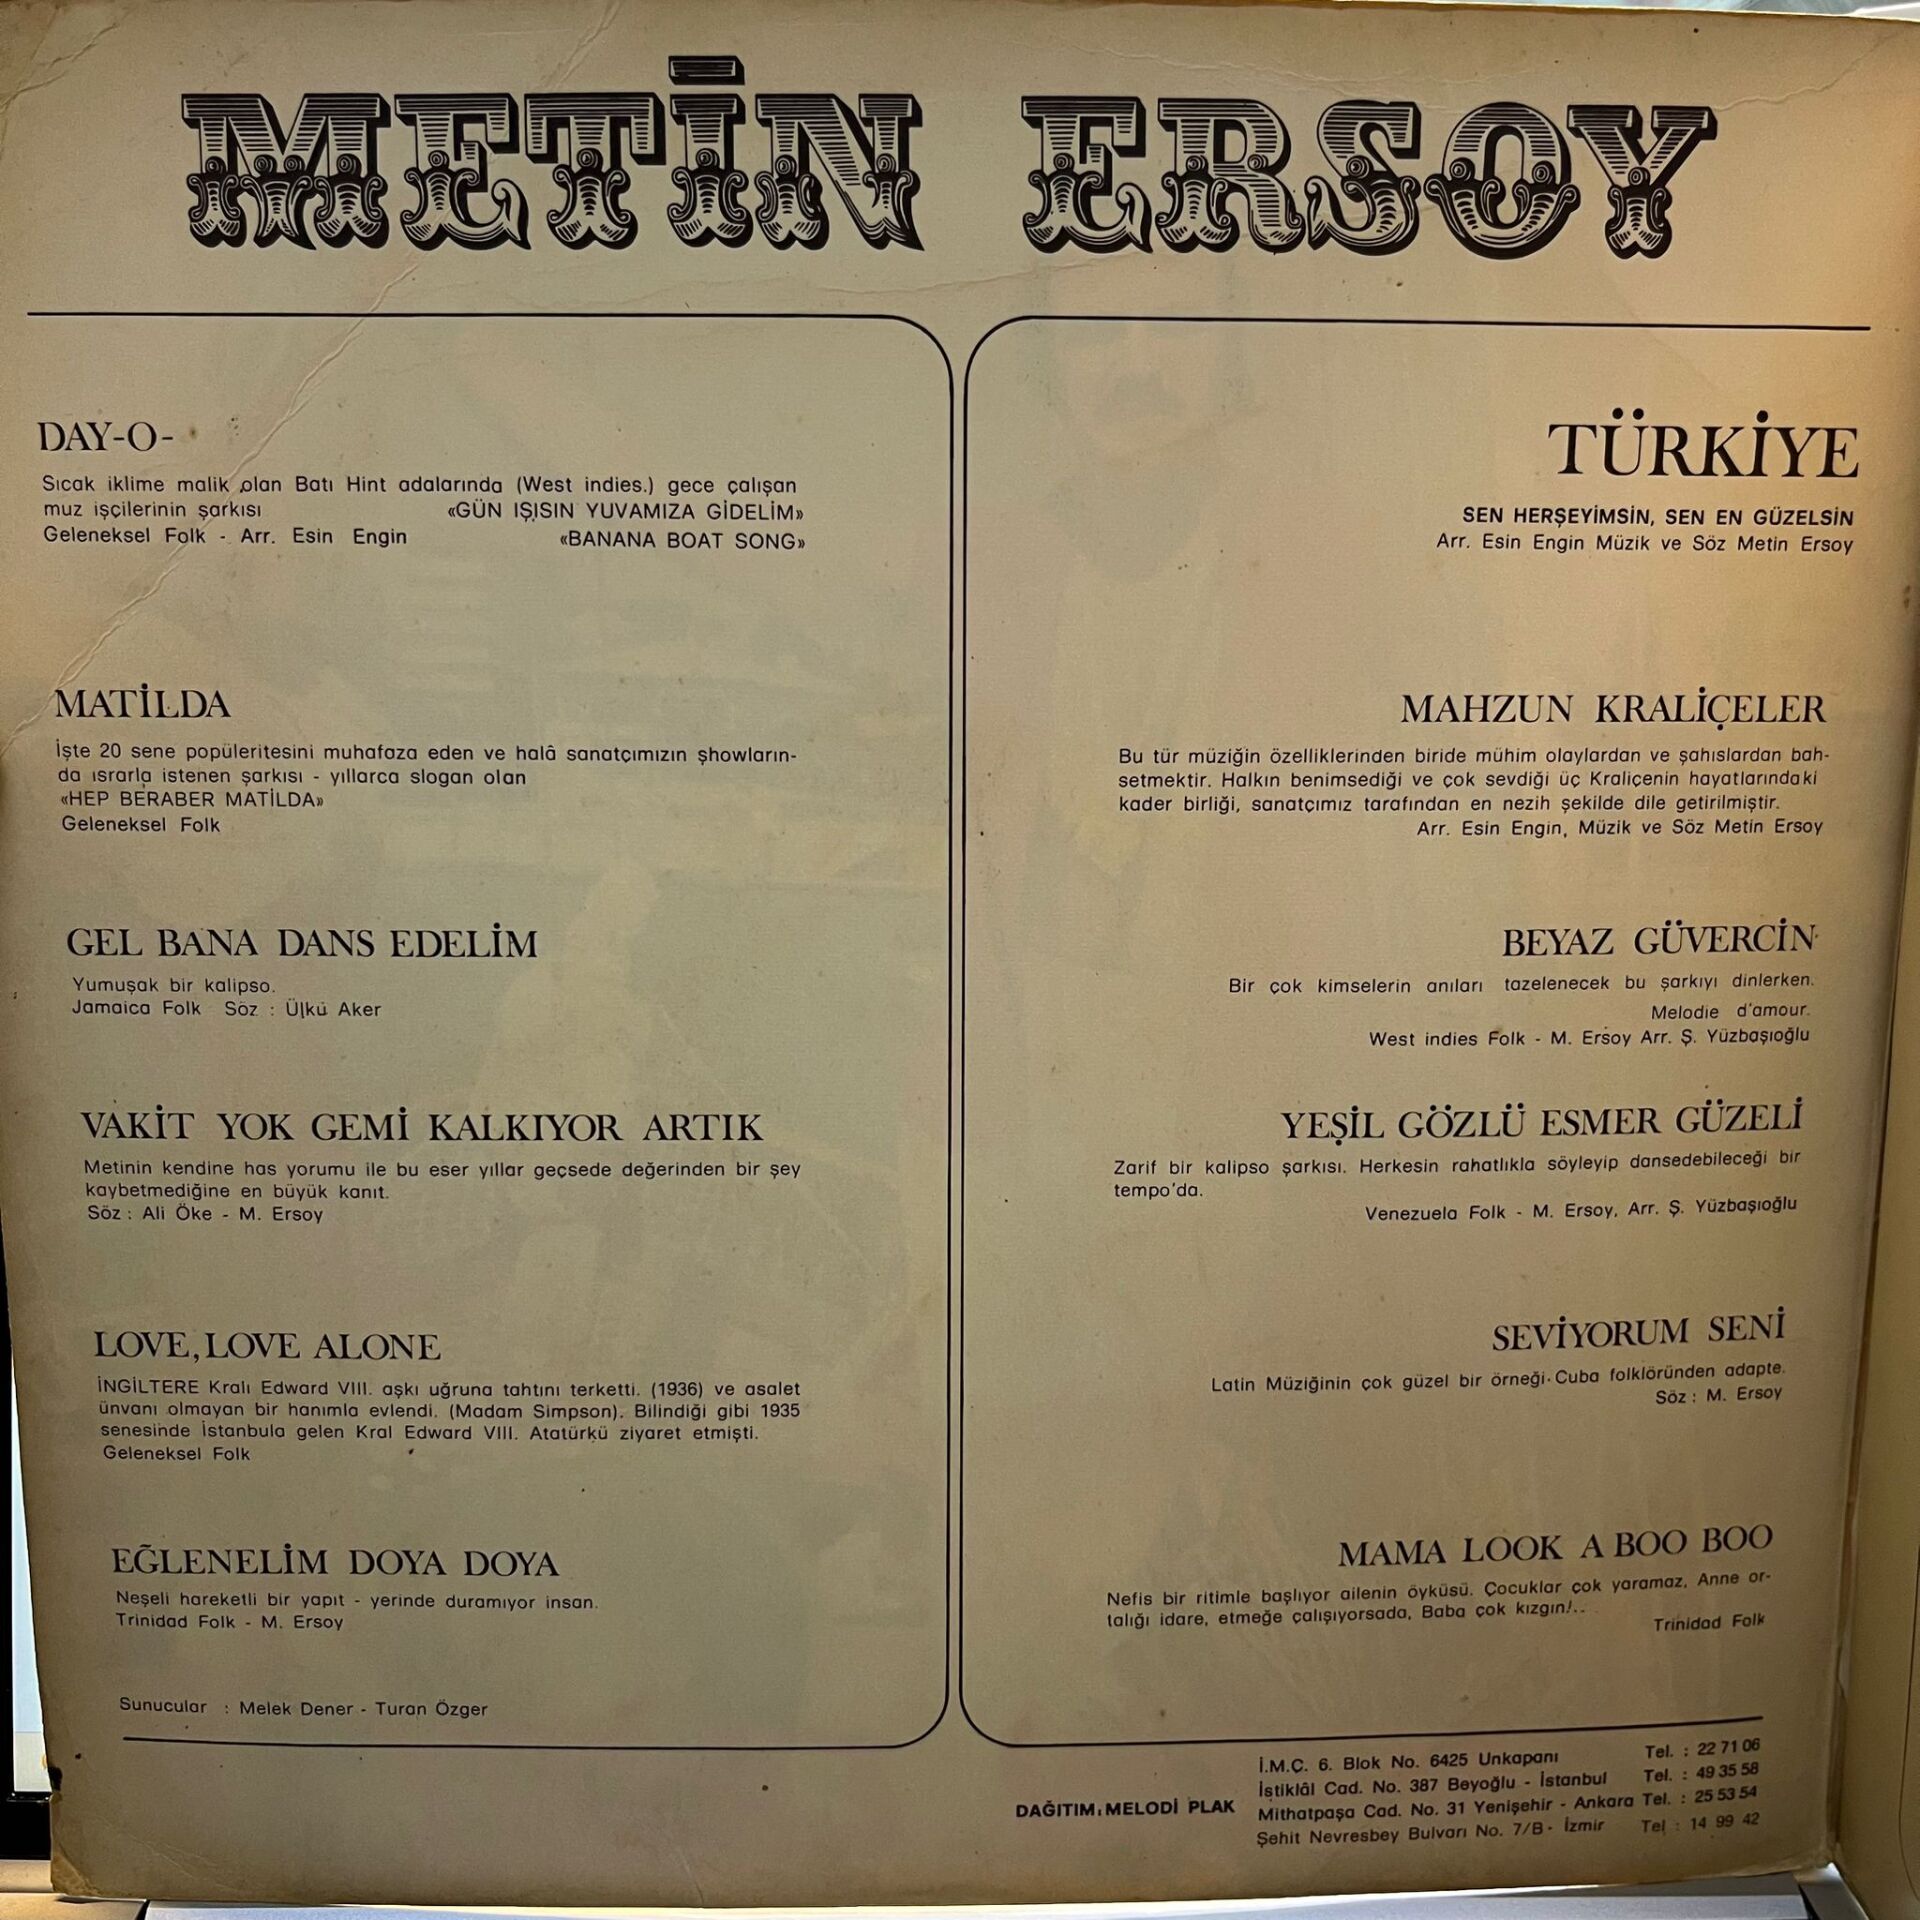 METİN ERSOY
DAY-O-
Sıcak iklime malik olan Batı Hint adalarında (West indies.) gece çalışan
muz işçilerinin şarkısı «GÜN IŞISIN YUVAMIZA GİDELİM»
Geleneksel Folk - Arr. Esin Engin «BANANA BOAT SONG»
MATİLDA
İşte 20 sene popüleritesini muhafaza eden ve halâ sanatçımızın şhowların-
da ısrarla istenen şarkısı - yıllarca slogan olan
«HEP BERABER MATİLDA»
Geleneksel Folk
GEL BANA DANS EDELİM
Yumuşak bir kalipso.
Jamaica Folk Söz : Ülkü Aker
VAKİT YOK GEMİ KALKIYOR ARTIK
Metinin kendine has yorumu ile bu eser yıllar geçsede değerinden bir şey
kaybetmediğine en büyük kanıt.
Söz : Ali Öke - M. Ersoy
LOVE, LOVE ALONE
İNGİLTERE Kralı Edward VIII. aşkı uğruna tahtını terketti. (1936) ve asalet
ünvanı olmayan bir hanımla evlendi. (Madam Simpson). Bilindiği gibi 1935
senesinde İstanbula gelen Kral Edward VIII. Atatürkü ziyaret etmişti.
Geleneksel Folk
EĞLENELİM DOYA DOYA
Neşeli hareketli bir yapıt - yerinde duramıyor insan.
Trinidad Folk - M. Ersoy
Sunucular : Melek Dener - Turan Özger
TÜRKİYE
SEN HERŞEYİMSİN, SEN EN GÜZELSİN
Arr. Esin Engin Müzik ve Söz Metin Ersoy
MAHZUN KRALİÇELER
Bu tür müziğin özelliklerinden biride mühim olaylardan ve şahıslardan bah-
setmektir. Halkın benimsediği ve çok sevdiği üç Kraliçenin hayatlarındaki
kader birliği, sanatçımız tarafından en nezih şekilde dile getirilmiştir.
Arr. Esin Engin, Müzik ve Söz Metin Ersoy
BEYAZ GÜVERCİN
Bir çok kimselerin anıları tazelenecek bu şarkıyı dinlerken.
Melodie d'amour.
West indies Folk - M. Ersoy Arr. Ş. Yüzbaşıoğlu
YEŞİL GÖZLÜ ESMER GÜZELİ
Zarif bir kalipso şarkısı. Herkesin rahatlıkla söyleyip dansedebileceği bir
tempo'da.
Venezuela Folk - M. Ersoy, Arr. Ş. Yüzbaşıoğlu
SEVİYORUM SENİ
Latin Müziğinin çok güzel bir örneği. Cuba folklöründen adapte.
Söz : M. Ersoy
MAMA LOOK A BOO BOO
Nefis bir ritimle başlıyor ailenin öyküsü. Çocuklar çok yaramaz, Anne or-
talığı idare, etmeğe çalışıyorsada, Baba çok kızgın!..
Trinidad Folk
DAĞITIM: MELODİ PLAK
İ.M.Ç. 6. Blok No. 6425 Unkapanı Tel. : 22 71 06
İstiklâl Cad. No. 387 Beyoğlu - İstanbul Tel. : 49 35 58
Mithatpaşa Cad. No. 31 Yenişehir - Ankara Tel. : 25 53 54
Şehit Nevresbey Bulvarı No. 7/B - İzmir Tel : 14 99 42